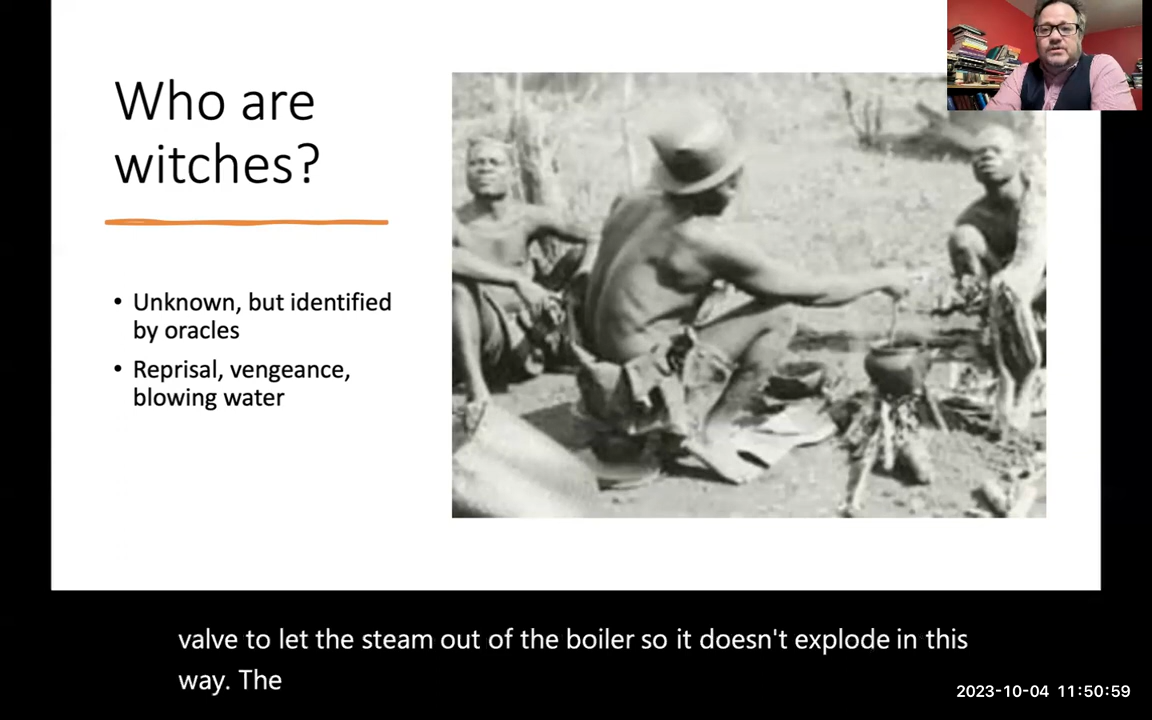 Who are
witches?
• Unknown, but identified
by oracles
• Reprisal, vengeance,
blowing water
valve to let the steam out of the boiler so it doesn't explode in this
way. The
2023-10-04 11:50:59